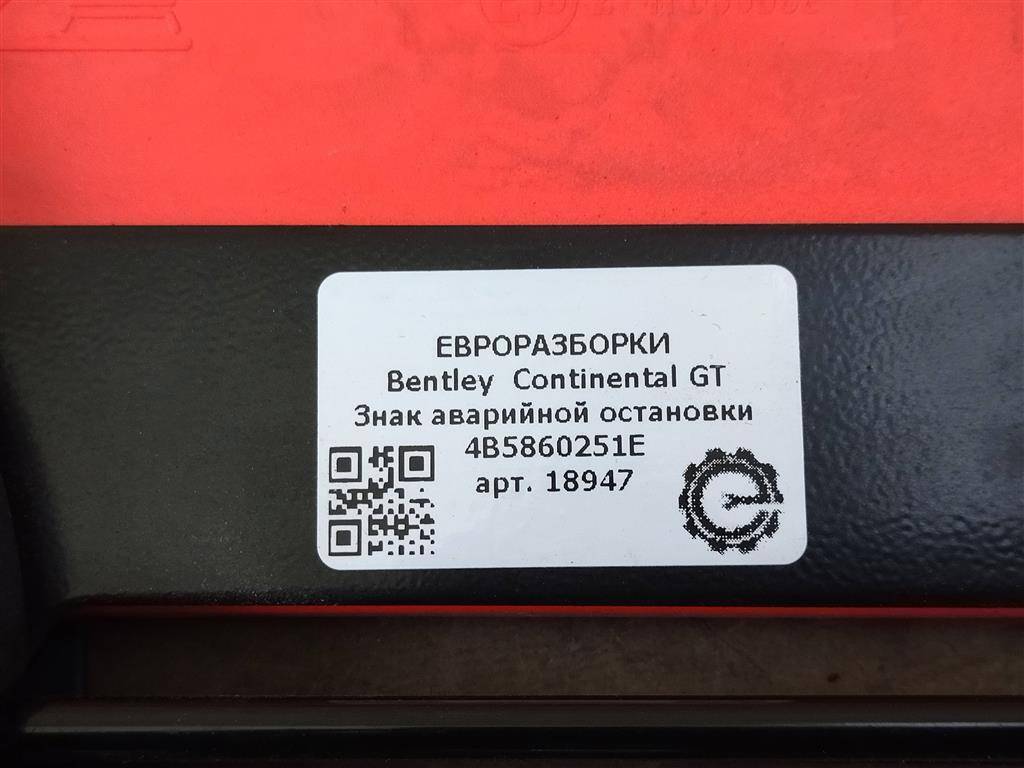 ЕВРОРАЗБОРКИ
Bentley Continental GT
Знак аварийной остановки
4B5860251E
арт. 18947